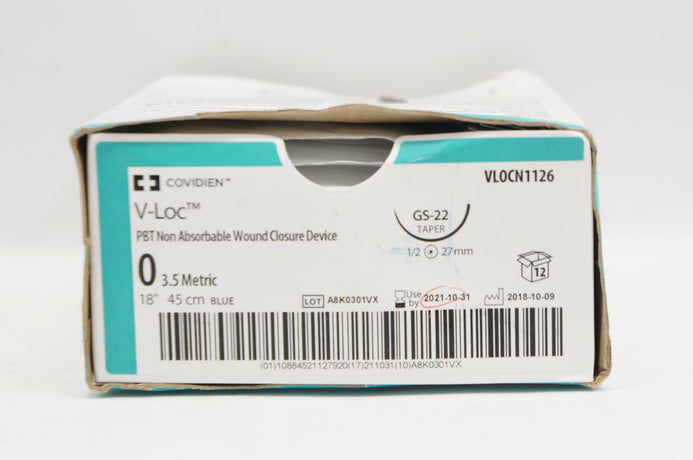 COVIDIEN™
VLOCN1126
V-Loc™
GS-22
TAPER
PBT Non Absorbable Wound Closure Device
1/2 27mm
0 3.5 Metric
12
18" 45 cm BLUE
LOT A8K0301VX
Use by 2021-10-31
2018-10-09
(01)10884521127920(17)211031(10)A8K0301VX